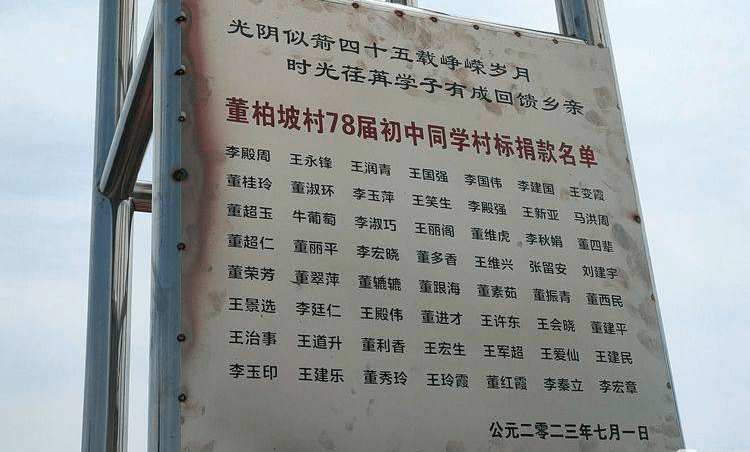 光阴似箭四十五载峥嵘岁月
时光荏苒学子有成回馈乡亲
董柏坡村78届初中同学村标捐款名单
李殿周 王永锋 王润青 王国强 李国伟 李建国 王变霞
董桂玲 董淑环 李玉萍 王笑生 李殿强 王新亚 马洪周
董超玉 牛葡萄 李淑巧 王丽阁 董维虎 李秋娟 董四辈
董超仁 董丽平 李宏晓 董多香 王维兴 张留安 刘建宇
董荣芳 董翠萍 董辘辘 董跟海 董素茹 董振青 董西民
王景选 李廷仁 王殿伟 董进才 王许东 王会晓 董建平
王治事 王道升 董利香 王宏生 王军超 王爱仙 王建民
李玉印 王建乐 董秀玲 王玲霞 董红霞 李秦立 李宏章
公元二零二三年七月一日